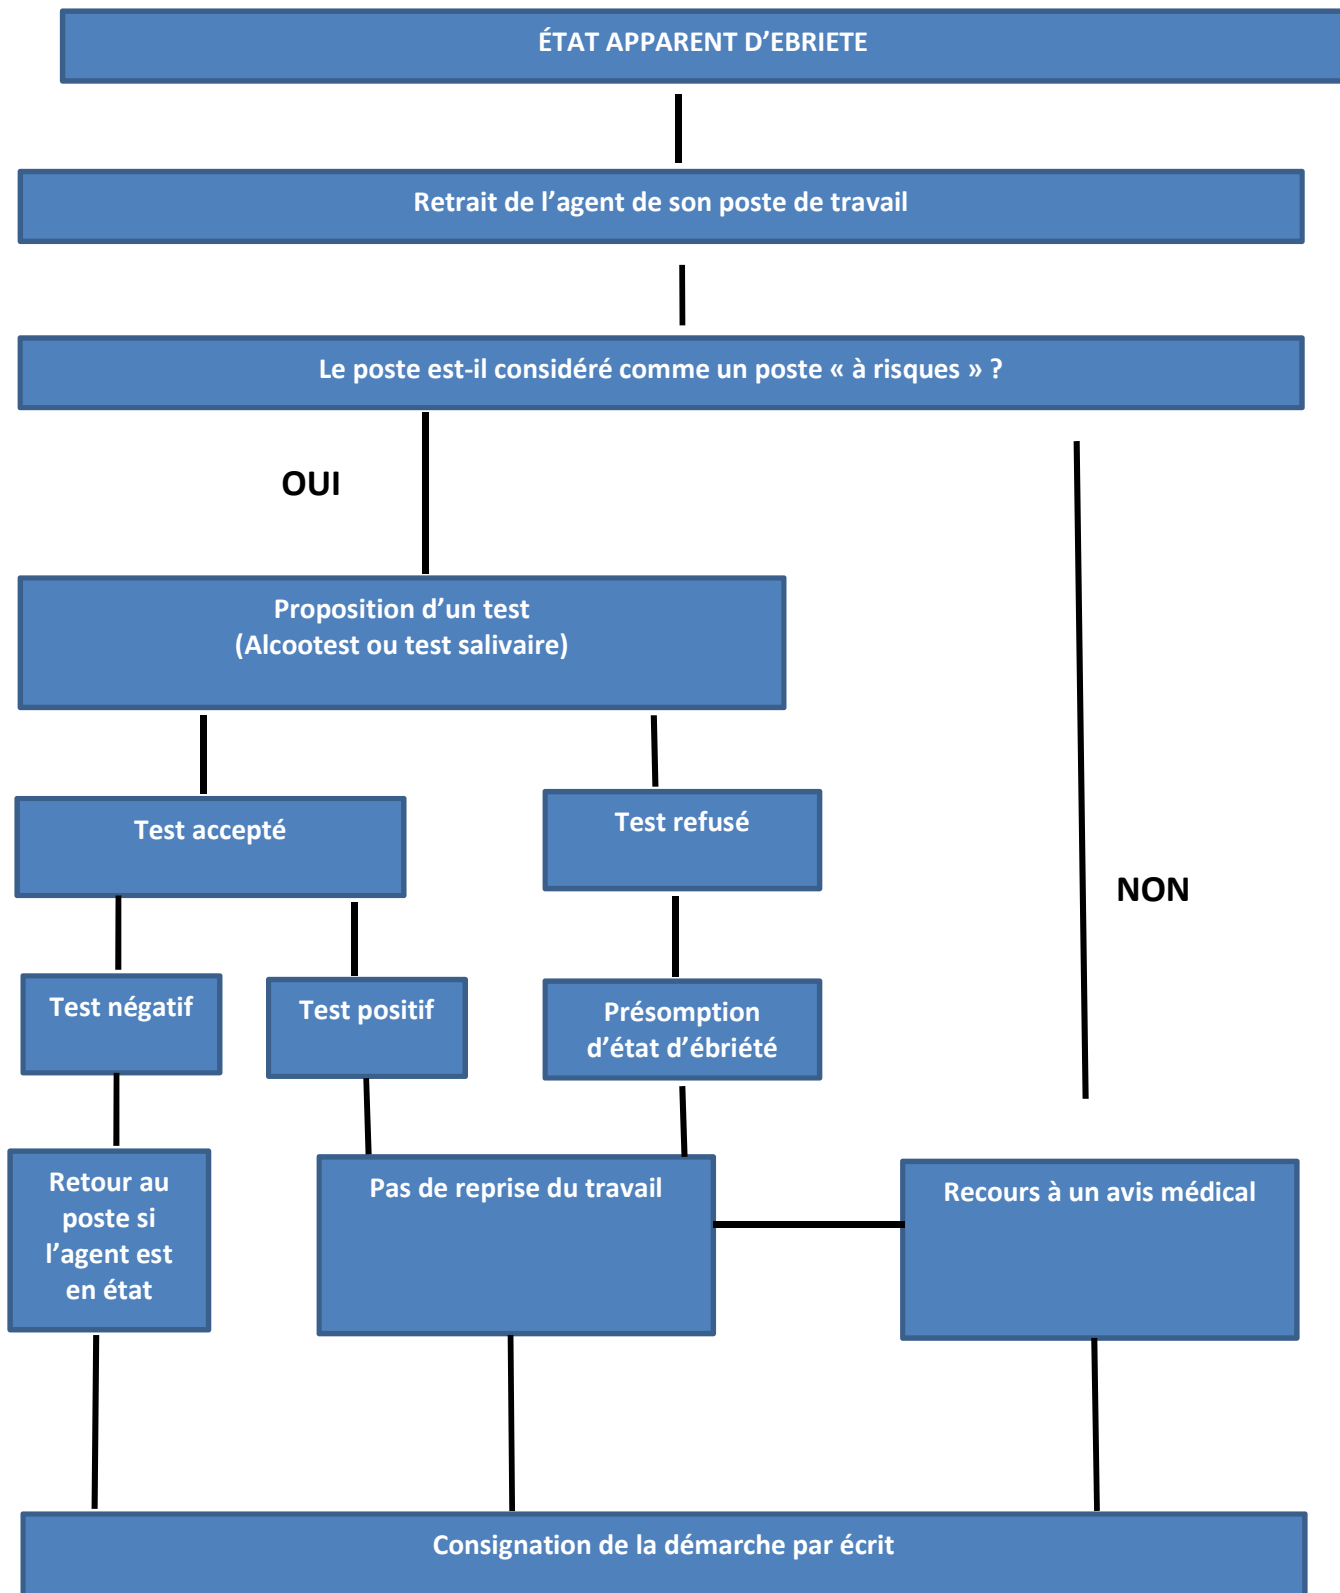 ÉTAT APPARENT D’EBRIETE
Retrait de l’agent de son poste de travail
Le poste est-il considéré comme un poste « à risques » ?
OUI
Proposition d’un test
(Alcootest ou test salivaire)
Test accepté
Test refusé
NON
Test négatif
Test positif
Présomption
d’état d’ébriété
Retour au
poste si
l’agent est
en état
Pas de reprise du travail
Recours à un avis médical
Consignation de la démarche par écrit